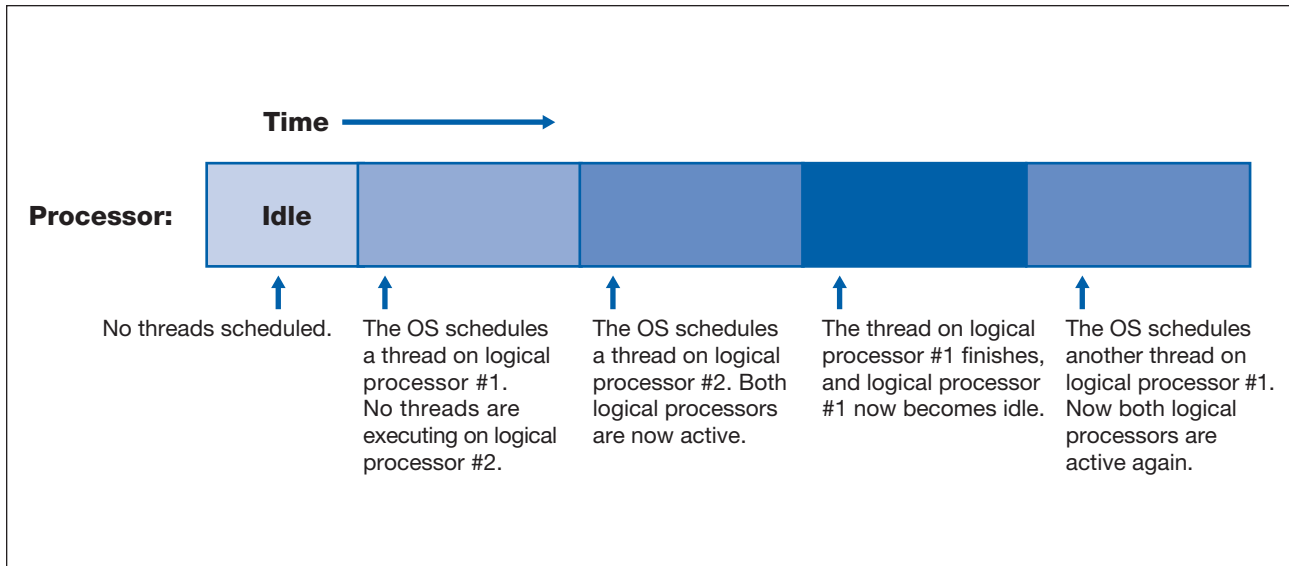 Time
Processor:
Idle
No threads scheduled.
The OS schedules
a thread on logical
processor #1.
No threads are
executing on logical
processor #2.
The OS schedules
a thread on logical
processor #2. Both
logical processors
are now active.
The thread on logical
processor #1 finishes,
and logical processor
#1 now becomes idle.
The OS schedules
another thread on
logical processor #1.
Now both logical
processors are
active again.